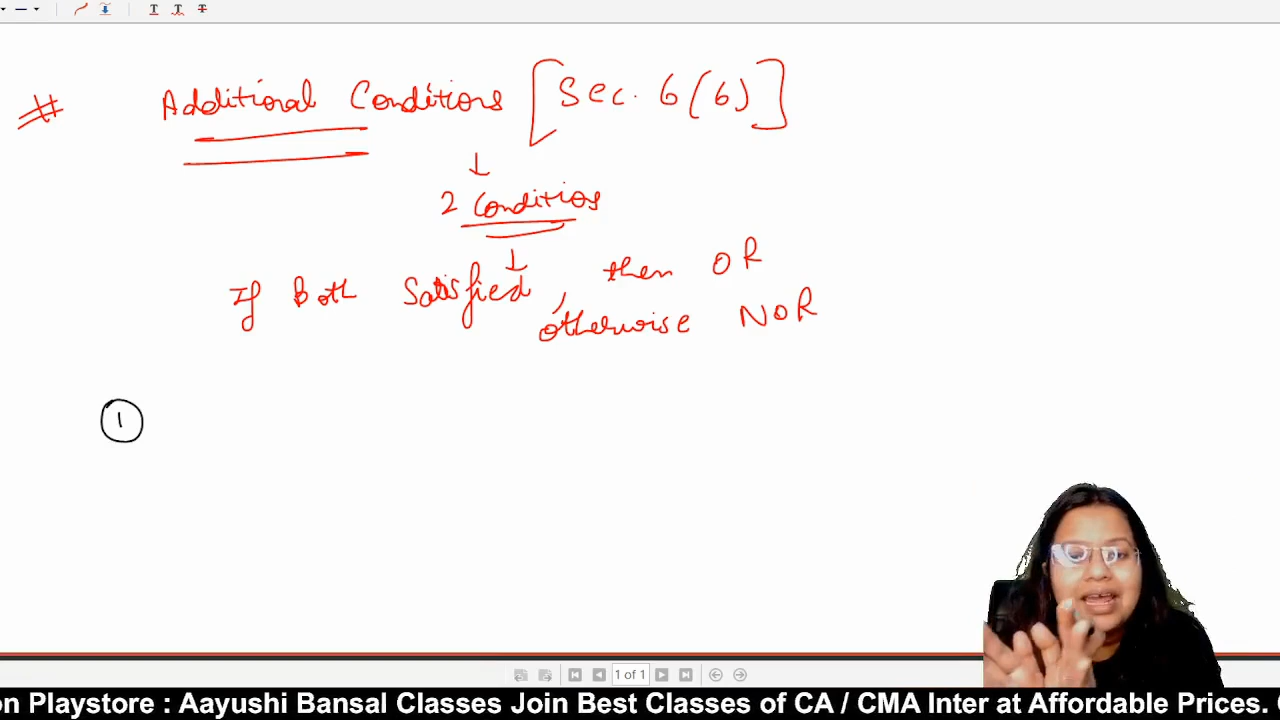 # Additional Conditions [Sec. 6(6)]
↓
2 Conditions
↓
If Both Satisfied, then OR
otherwise NOR
1
1 of 1
on Playstore : Aayushi Bansal Classes Join Best Classes of CA / CMA Inter at Affordable Prices.